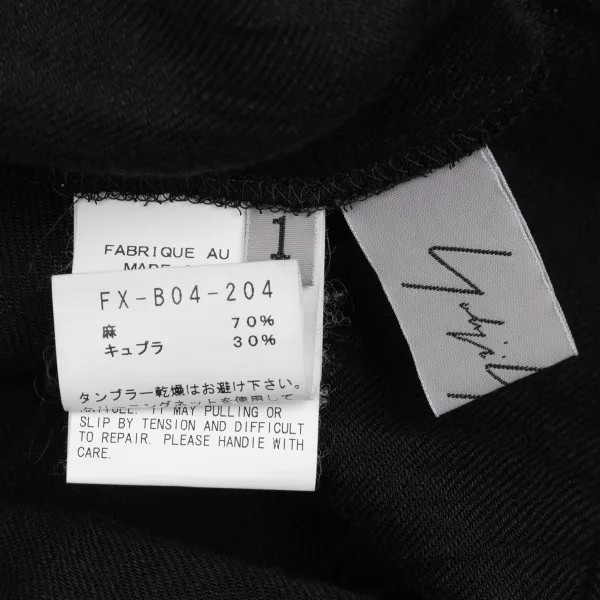 FABRIQUE AU
1
FX-B04-204
麻 70%
キュプラ 30%
タンブラー乾燥はお避け下さい。
IT MAY PULLING OR
SLIP BY TENSION AND DIFFICULT
TO REPAIR. PLEASE HANDIE WITH
CARE.